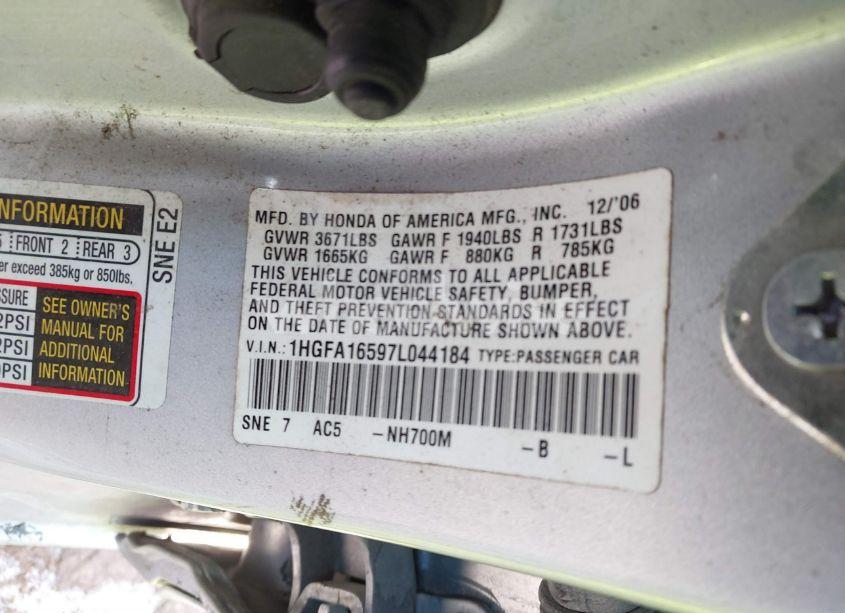 INFORMATION
FRONT 2 REAR 3
exceed 385kg or 850lbs.
SEE OWNER'S
MANUAL FOR
ADDITIONAL
INFORMATION
SNE E2
MFD. BY HONDA OF AMERICA MFG., INC. 12/'06
GVWR 3671LBS GAWR F 1940LBS R 1731LBS
GVWR 1665KG GAWR F 880KG R 785KG
THIS VEHICLE CONFORMS TO ALL APPLICABLE
FEDERAL MOTOR VEHICLE SAFETY, BUMPER,
AND THEFT PREVENTION STANDARDS IN EFFECT
ON THE DATE OF MANUFACTURE SHOWN ABOVE.
V.I.N.: 1HGFA16597L044184 TYPE:PASSENGER CAR
SNE 7 AC5 -NH700M -B -L